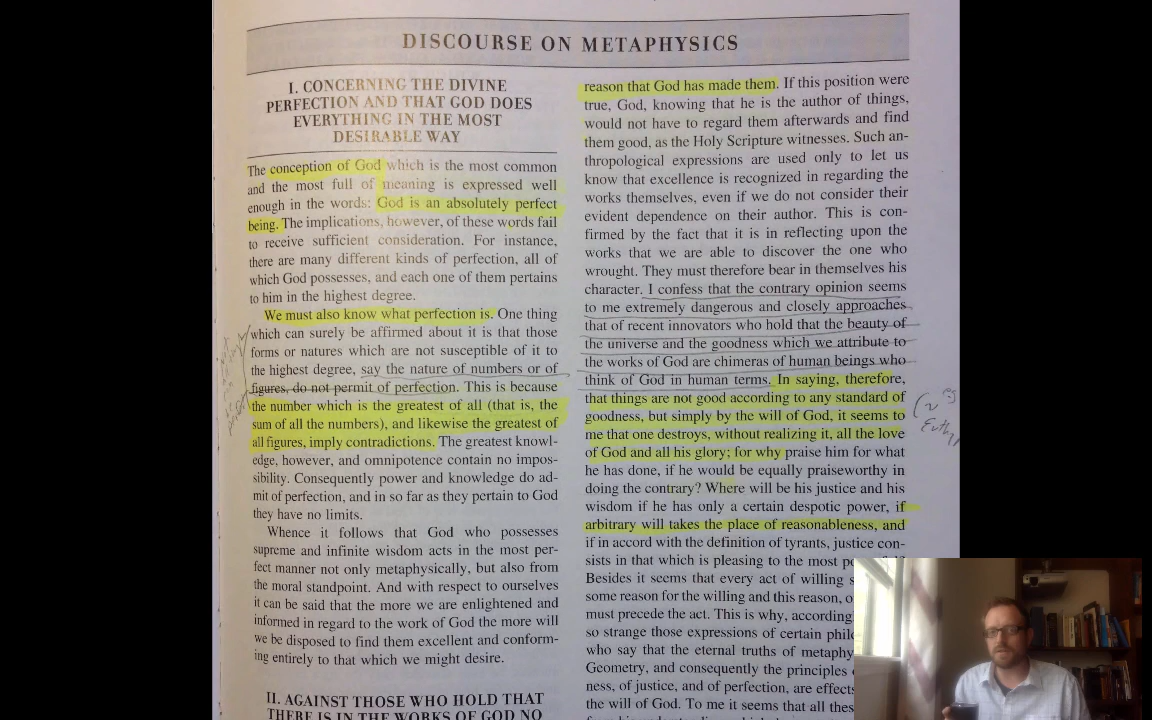 DISCOURSE ON METAPHYSICS
I. CONCERNING THE DIVINE
PERFECTION AND THAT GOD DOES
EVERYTHING IN THE MOST
DESIRABLE WAY
The conception of God which is the most common
and the most full of meaning is expressed well
enough in the words: God is an absolutely perfect
being. The implications, however, of these words fail
to receive sufficient consideration. For instance,
there are many different kinds of perfection, all of
which God possesses, and each one of them pertains
to him in the highest degree.
We must also know what perfection is. One thing
which can surely be affirmed about it is that those
forms or natures which are not susceptible of it to
the highest degree, say the nature of numbers or of
figures, do not permit of perfection. This is because
the number which is the greatest of all (that is, the
sum of all the numbers), and likewise the greatest of
all figures, imply contradictions. The greatest knowl-
edge, however, and omnipotence contain no impos-
sibility. Consequently power and knowledge do ad-
mit of perfection, and in so far as they pertain to God
they have no limits.
Whence it follows that God who possesses
supreme and infinite wisdom acts in the most per-
fect manner not only metaphysically, but also from
the moral standpoint. And with respect to ourselves
it can be said that the more we are enlightened and
informed in regard to the work of God the more will
we be disposed to find them excellent and conform-
ing entirely to that which we might desire.
II. AGAINST THOSE WHO HOLD THAT
THERE IS IN THE WORKS OF GOD NO
reason that God has made them. If this position were
true, God, knowing that he is the author of things,
would not have to regard them afterwards and find
them good, as the Holy Scripture witnesses. Such an-
thropological expressions are used only to let us
know that excellence is recognized in regarding the
works themselves, even if we do not consider their
evident dependence on their author. This is con-
firmed by the fact that it is in reflecting upon the
works that we are able to discover the one who
wrought. They must therefore bear in themselves his
character. I confess that the contrary opinion seems
to me extremely dangerous and closely approaches
that of recent innovators who hold that the beauty of
the universe and the goodness which we attribute to
the works of God are chimeras of human beings who
think of God in human terms. In saying, therefore,
that things are not good according to any standard of
goodness, but simply by the will of God, it seems to
me that one destroys, without realizing it, all the love
of God and all his glory; for why praise him for what
he has done, if he would be equally praiseworthy in
doing the contrary? Where will be his justice and his
wisdom if he has only a certain despotic power, if
arbitrary will takes the place of reasonableness, and
if in accord with the definition of tyrants, justice con-
sists in that which is pleasing to the most
Besides it seems that every act of willing
some reason for the willing and this reason,
must precede the act. This is why, according
so strange those expressions of certain
who say that the eternal truths of
Geometry, and consequently the principles
ness, of justice, and of perfection, are effects
the will of God. To me it seems that all